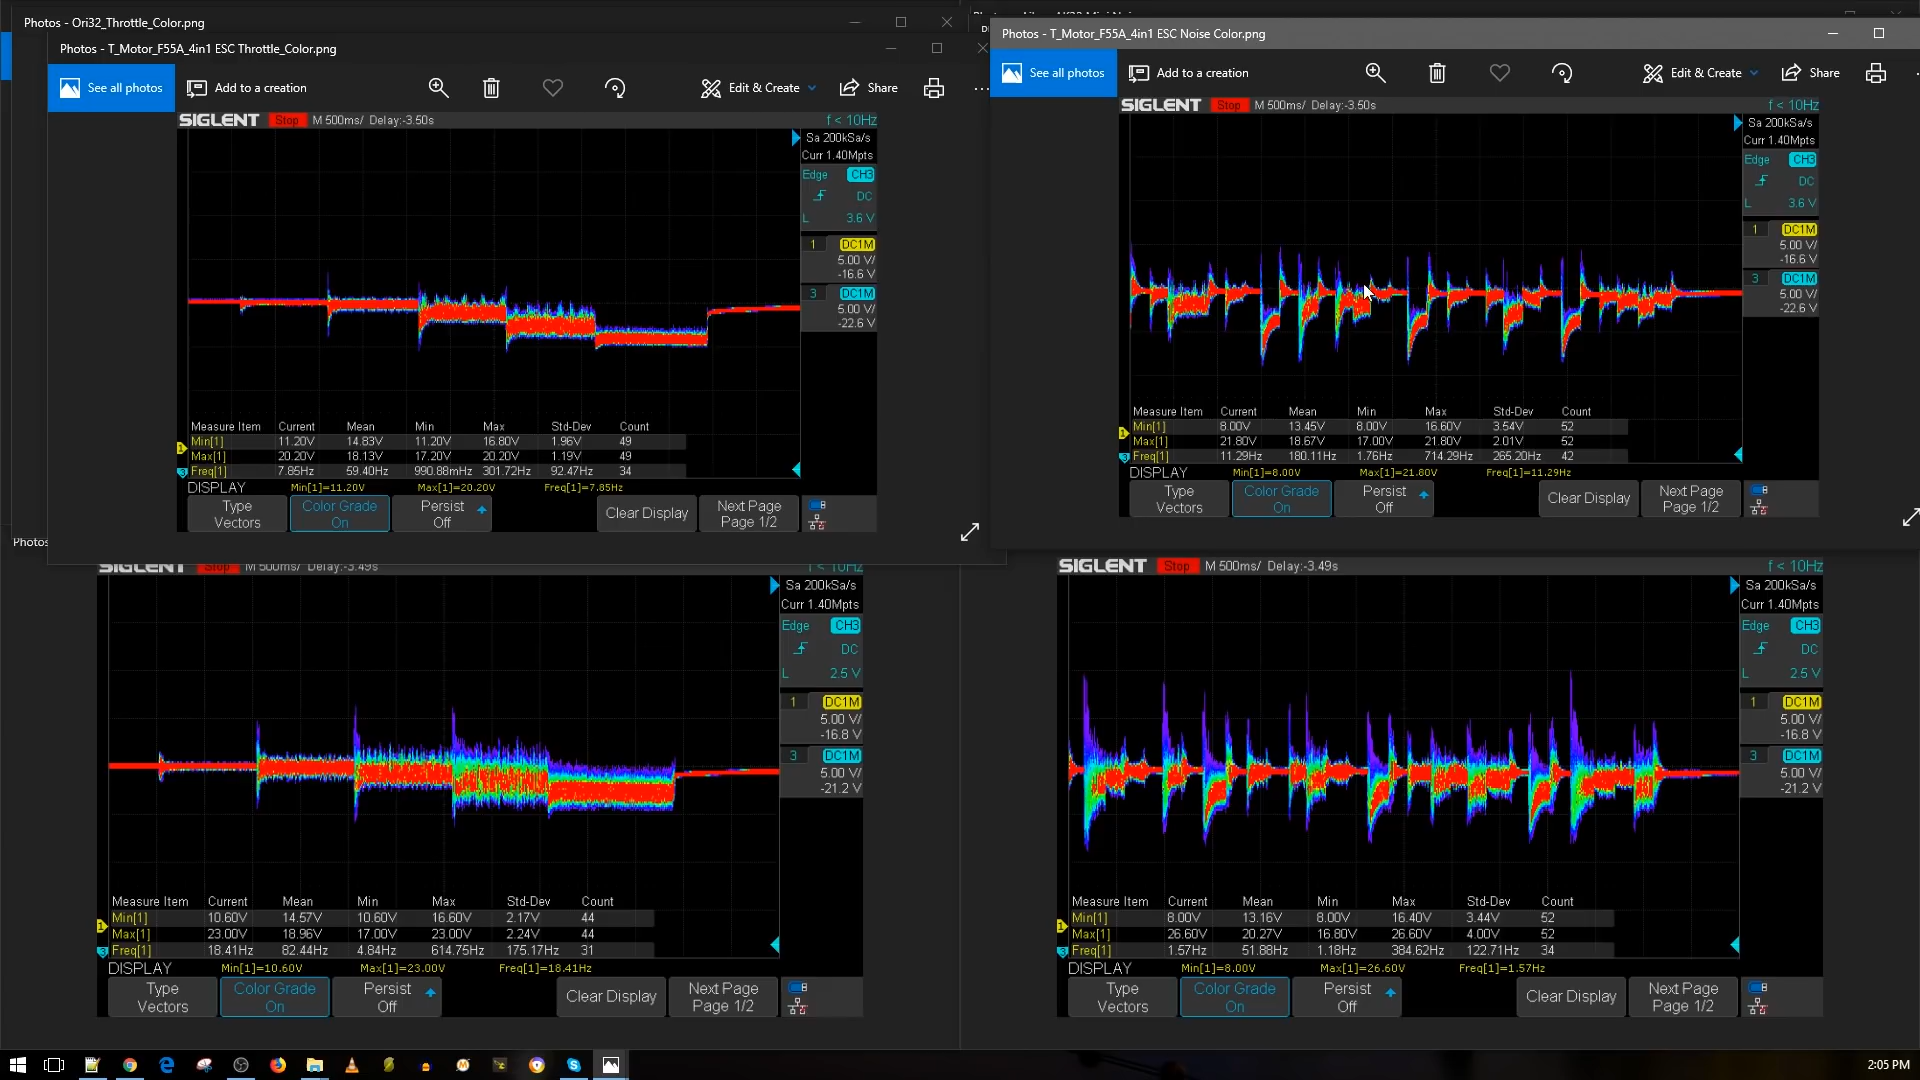 Photos - Ori32_Throttle_Color.png
Photos - T_Motor_F55A_4in1 ESC Throttle_Color.png
See all photos
Add to a creation
Edit & Create
Share
SIGLENT Stop M 500ms/ Delay:-3.50s f < 10Hz
Sa 200kSa/s
Curr 1.40Mpts
Edge CH3
DC
L 3.6 V
1 DC1M
5.00 V/
-16.6 V
3 DC1M
5.00 V/
-22.6 V
Measure Item Current Mean Min Max Std-Dev Count
Min[1] 11.20V 14.83V 11.20V 16.80V 1.96V 49
Max[1] 20.20V 18.13V 17.20V 20.20V 1.19V 49
Freq[1] 7.85Hz 59.40Hz 990.88mHz 301.72Hz 92.47Hz 34
DISPLAY Min[1]=11.20V Max[1]=20.20V Freq[1]=7.85Hz
Type Vectors
Color Grade On
Persist Off
Clear Display
Next Page Page 1/2
Photos
Photos - T_Motor_F55A_4in1 ESC Noise Color.png
See all photos
Add to a creation
Edit & Create
Share
SIGLENT Stop M 500ms/ Delay:-3.50s f < 10Hz
Sa 200kSa/s
Curr 1.40Mpts
Edge CH3
DC
L 3.6 V
1 DC1M
5.00 V/
-16.6 V
3 DC1M
5.00 V/
-22.6 V
Measure Item Current Mean Min Max Std-Dev Count
Min[1] 8.00V 13.45V 8.00V 16.60V 3.54V 52
Max[1] 21.80V 18.67V 17.00V 21.80V 2.01V 52
Freq[1] 11.29Hz 180.11Hz 1.76Hz 714.29Hz 265.20Hz 42
DISPLAY Min[1]=8.00V Max[1]=21.80V Freq[1]=11.29Hz
Type Vectors
Color Grade On
Persist Off
Clear Display
Next Page Page 1/2
SIGLENT Stop M 500ms/ Delay:-3.49s f < 10Hz
Sa 200kSa/s
Curr 1.40Mpts
Edge CH3
DC
L 2.5 V
1 DC1M
5.00 V/
-16.8 V
3 DC1M
5.00 V/
-21.2 V
Measure Item Current Mean Min Max Std-Dev Count
Min[1] 10.60V 14.57V 10.60V 16.60V 2.17V 44
Max[1] 23.00V 18.96V 17.00V 23.00V 2.24V 44
Freq[1] 18.41Hz 82.44Hz 4.84Hz 614.75Hz 175.17Hz 31
DISPLAY Min[1]=10.60V Max[1]=23.00V Freq[1]=18.41Hz
Type Vectors
Color Grade On
Persist Off
Clear Display
Next Page Page 1/2
SIGLENT Stop M 500ms/ Delay:-3.49s f < 10Hz
Sa 200kSa/s
Curr 1.40Mpts
Edge CH3
DC
L 2.5 V
1 DC1M
5.00 V/
-16.8 V
3 DC1M
5.00 V/
-21.2 V
Measure Item Current Mean Min Max Std-Dev Count
Min[1] 8.00V 13.16V 8.00V 16.40V 3.44V 52
Max[1] 26.60V 20.27V 16.80V 26.60V 4.00V 52
Freq[1] 1.57Hz 51.88Hz 1.18Hz 384.62Hz 122.71Hz 34
DISPLAY Min[1]=8.00V Max[1]=26.60V Freq[1]=1.57Hz
Type Vectors
Color Grade On
Persist Off
Clear Display
Next Page Page 1/2
2:05 PM